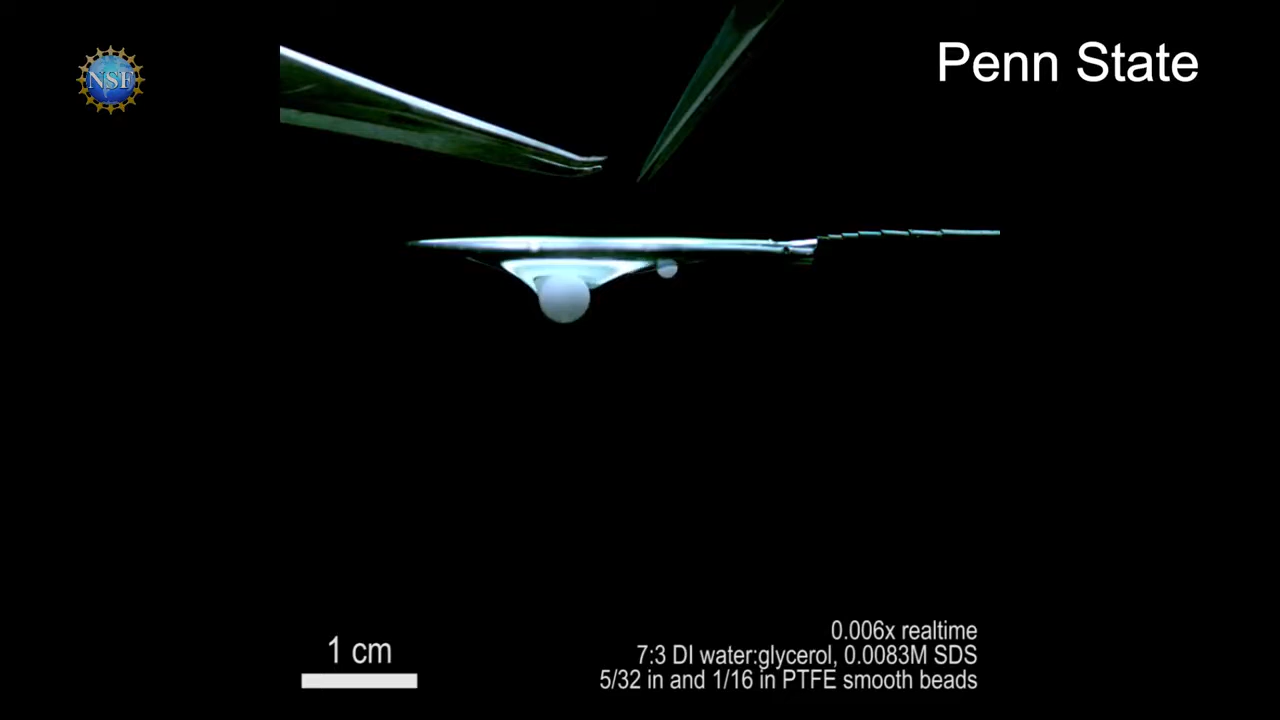 NSF
Penn State
1 cm
0.006x realtime
7:3 DI water:glycerol, 0.0083M SDS
5/32 in and 1/16 in PTFE smooth beads